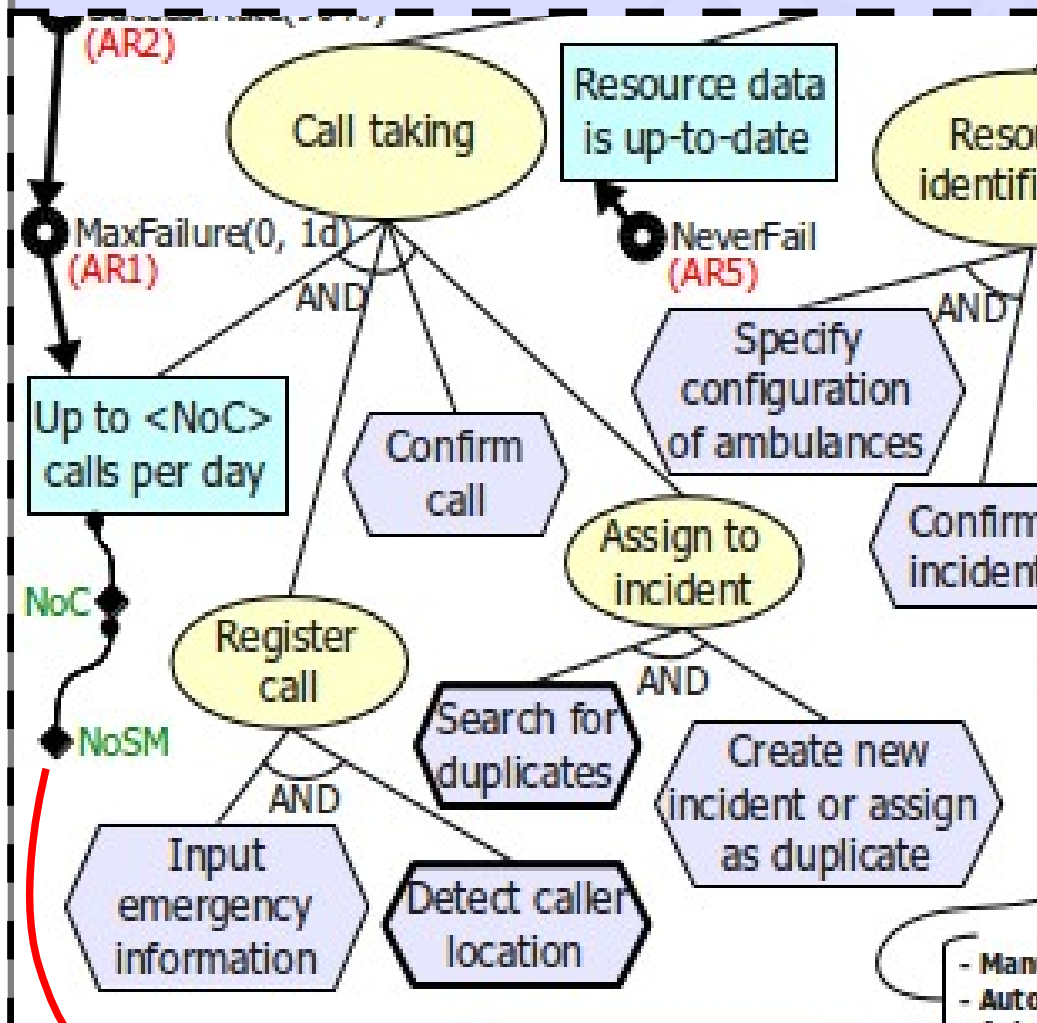 (AR2)
Call taking
Resource data
is up-to-date
MaxFailure(0, 1d)
(AR1)
NeverFail
(AR5)
AND
AND
Specify
configuration
of ambulances
Up to <NoC>
calls per day
Confirm
call
Assign to
incident
Confirm
incident
NoC
Register
call
AND
NoSM
Search for
duplicates
Create new
incident or assign
as duplicate
AND
Input
emergency
information
Detect caller
location